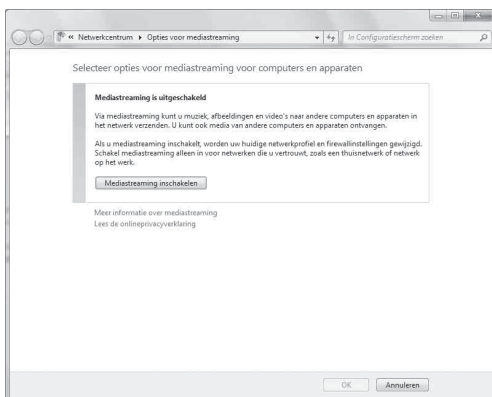 « Netwerkcentrum ▸ Opties voor mediastreaming
In Configuratiescherm zoeken
Selecteer opties voor mediastreaming voor computers en apparaten
Mediastreaming is uitgeschakeld
Via mediastreaming kunt u muziek, afbeeldingen en video's naar andere computers en apparaten in
het netwerk verzenden. U kunt ook media van andere computers en apparaten ontvangen.
Als u mediastreaming inschakelt, worden uw huidige netwerkprofiel en firewallinstellingen gewijzigd.
Schakel mediastreaming alleen in voor netwerken die u vertrouwt, zoals een thuisnetwerk of netwerk
op het werk.
Mediastreaming inschakelen
Meer informatie over mediastreaming
Lees de onlineprivacyverklaring
OK
Annuleren